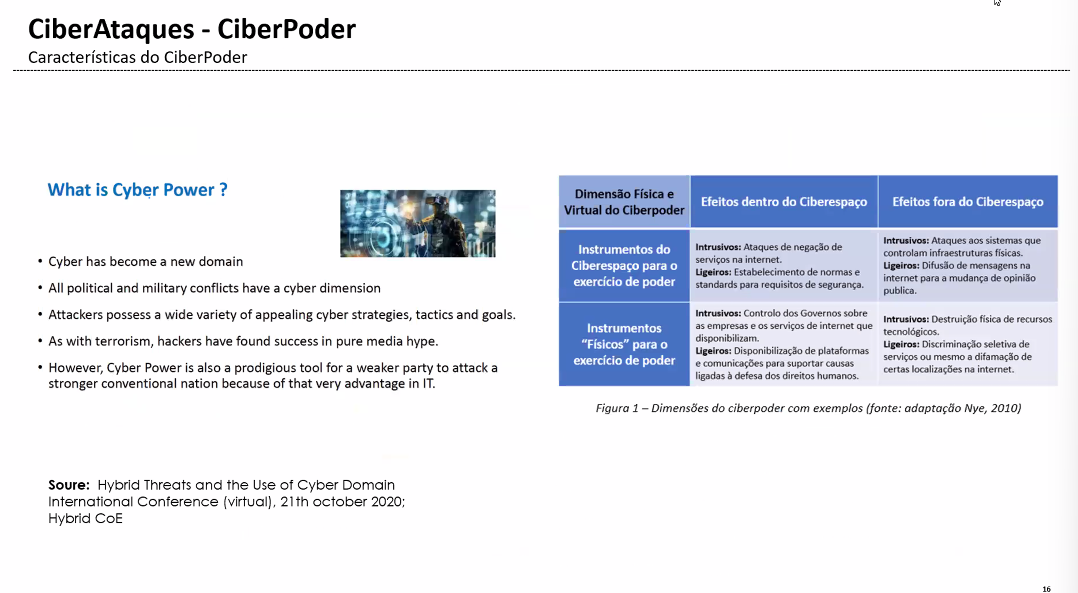 CiberAtaques - CiberPoder
Características do CiberPoder
What is Cyber Power ?
• Cyber has become a new domain
• All political and military conflicts have a cyber dimension
• Attackers possess a wide variety of appealing cyber strategies, tactics and goals.
• As with terrorism, hackers have found success in pure media hype.
• However, Cyber Power is also a prodigious tool for a weaker party to attack a
stronger conventional nation because of that very advantage in IT.
Soure: Hybrid Threats and the Use of Cyber Domain
International Conference (virtual), 21th october 2020;
Hybrid CoE
Dimensão Física e
Virtual do Ciberpoder
Efeitos dentro do Ciberespaço
Efeitos fora do Ciberespaço
Instrumentos do
Ciberespaço para o
exercício de poder
Intrusivos: Ataques de negação de
serviços na internet.
Ligeiros: Estabelecimento de normas e
standards para requisitos de segurança.
Intrusivos: Ataques aos sistemas que
controlam infraestruturas físicas.
Ligeiros: Difusão de mensagens na
internet para a mudança de opinião
publica.
Instrumentos
“Físicos” para o
exercício de poder
Intrusivos: Controlo dos Governos sobre
as empresas e os serviços de internet que
disponibilizam.
Ligeiros: Disponibilização de plataformas
e comunicações para suportar causas
ligadas à defesa dos direitos humanos.
Intrusivos: Destruição física de recursos
tecnológicos.
Ligeiros: Discriminação seletiva de
serviços ou mesmo a difamação de
certas localizações na internet.
Figura 1 – Dimensões do ciberpoder com exemplos (fonte: adaptação Nye, 2010)
16